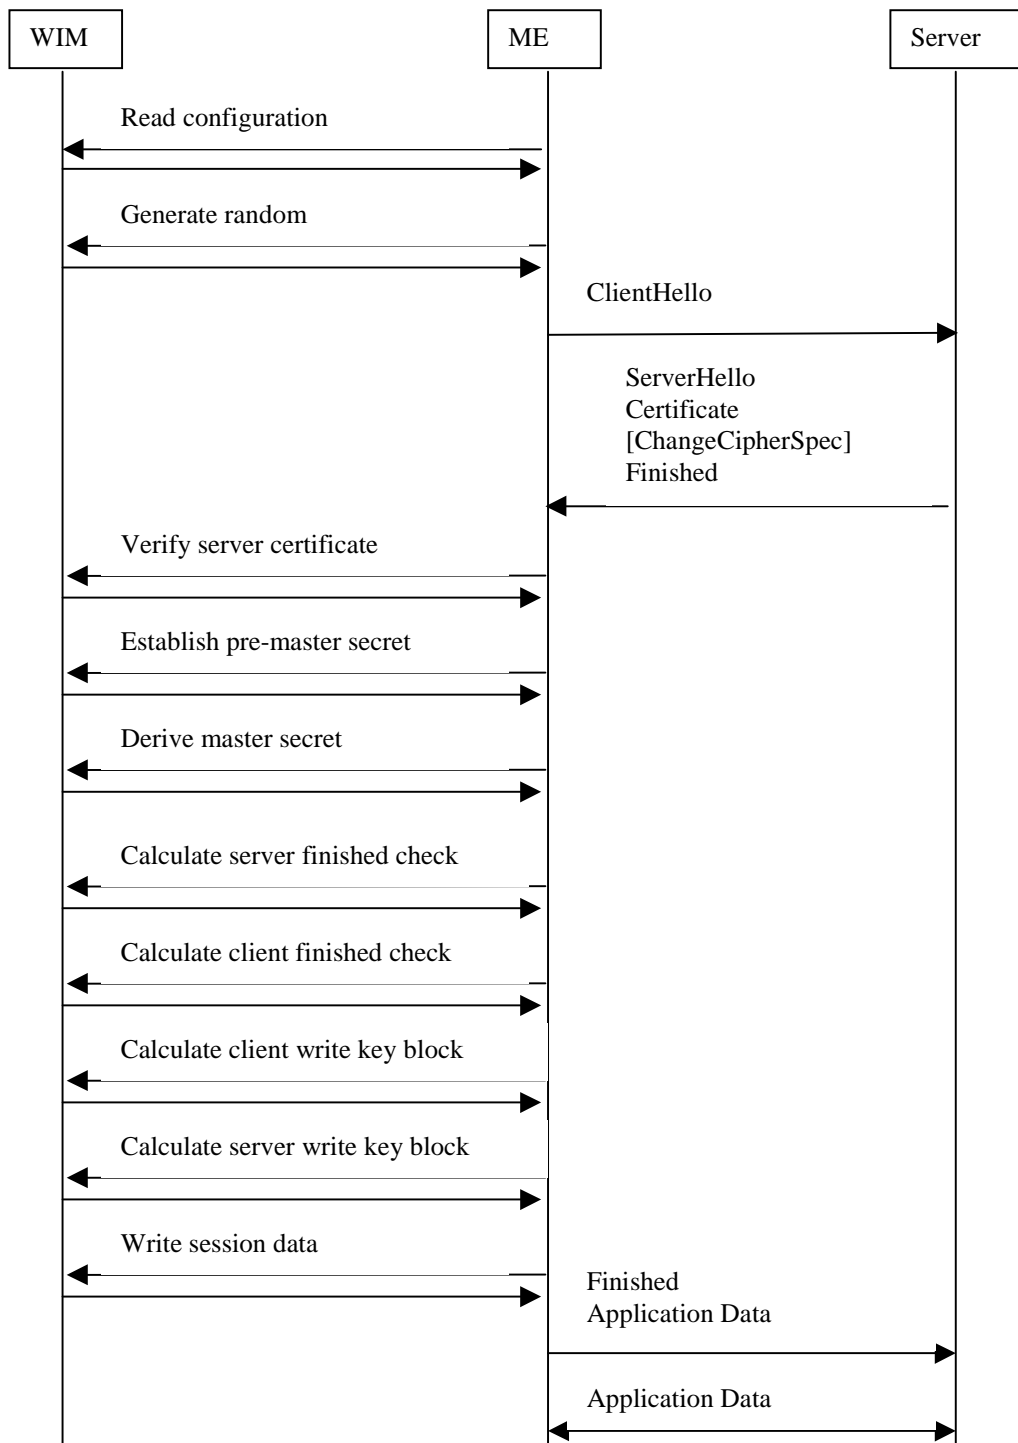 WIM
ME
Server
Read configuration
Generate random
ClientHello
ServerHello
Certificate
[ChangeCipherSpec]
Finished
Verify server certificate
Establish pre-master secret
Derive master secret
Calculate server finished check
Calculate client finished check
Calculate client write key block
Calculate server write key block
Write session data
Finished
Application Data
Application Data